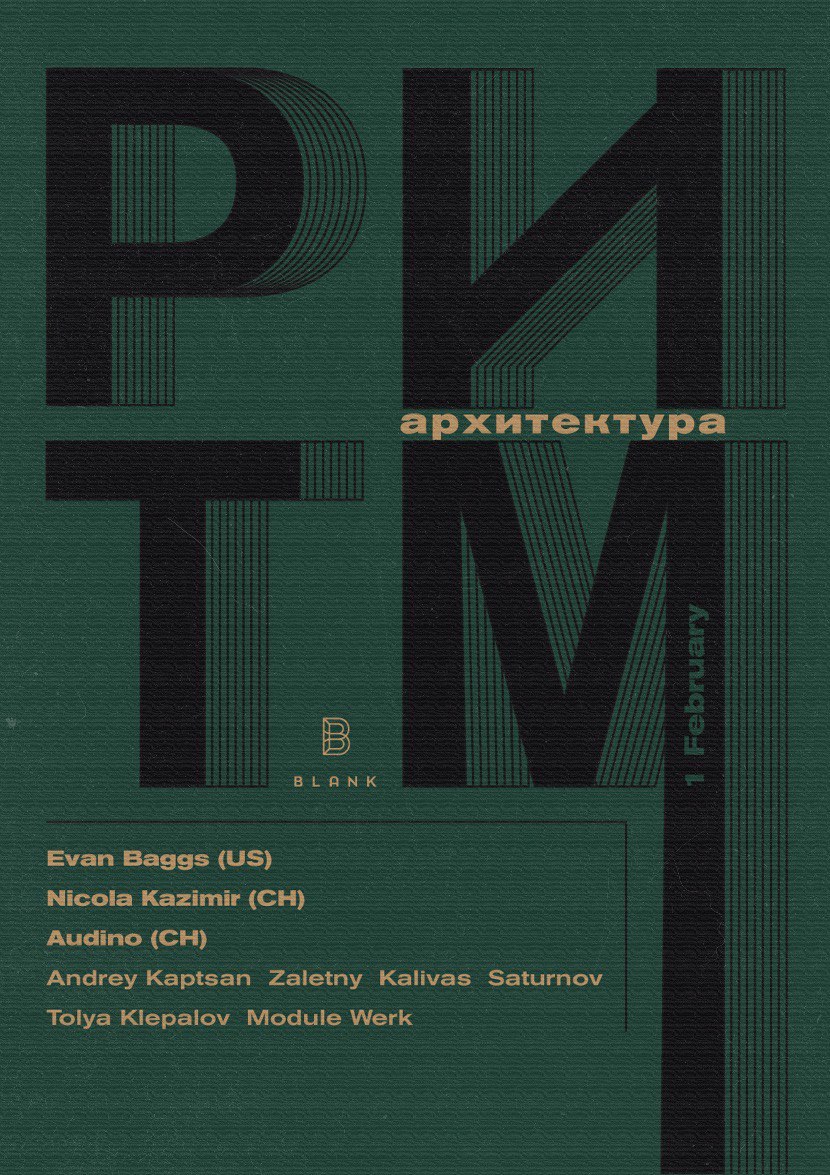 РИ
архитектура
ТМ
1 February
B
BLANK
Evan Baggs (US)
Nicola Kazimir (CH)
Audino (CH)
Andrey Kaptsan Zaletny Kalivas Saturnov
Tolya Klepalov Module Werk